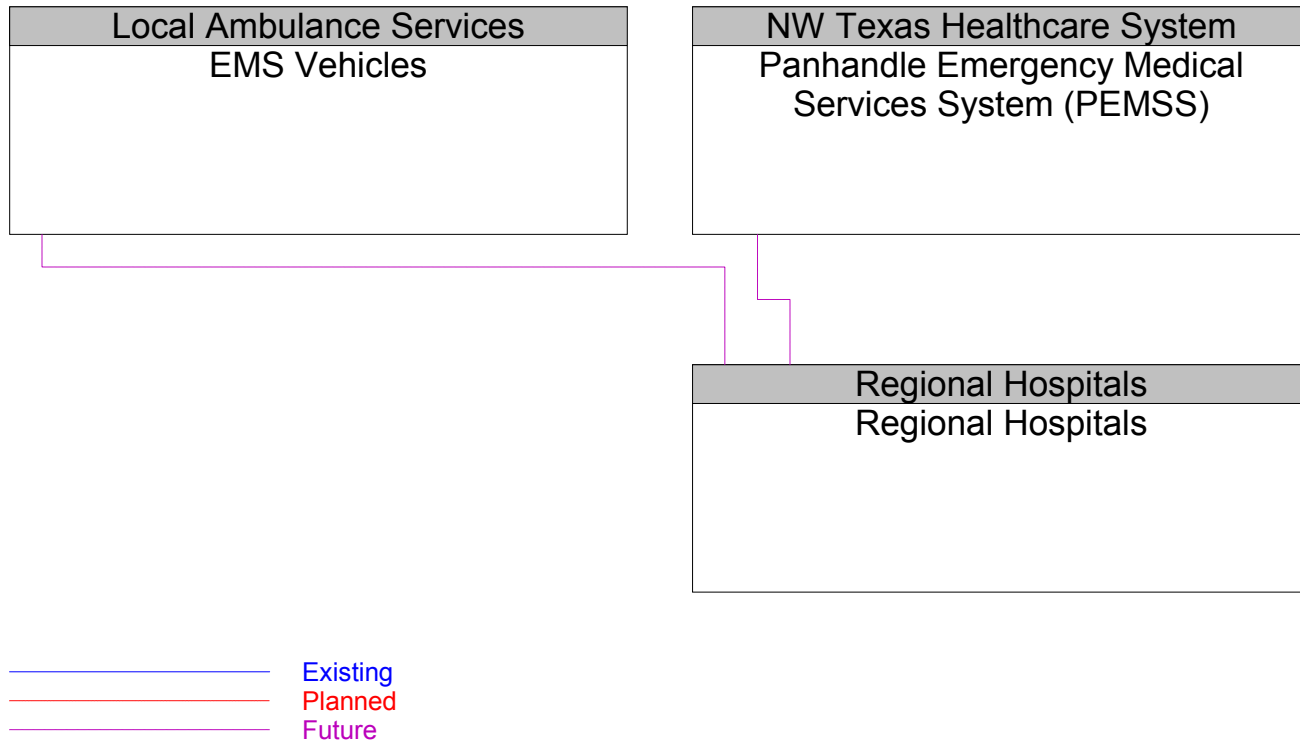 Local Ambulance Services
EMS Vehicles
NW Texas Healthcare System
Panhandle Emergency Medical
Services System (PEMSS)
Regional Hospitals
Regional Hospitals
Existing
Planned
Future